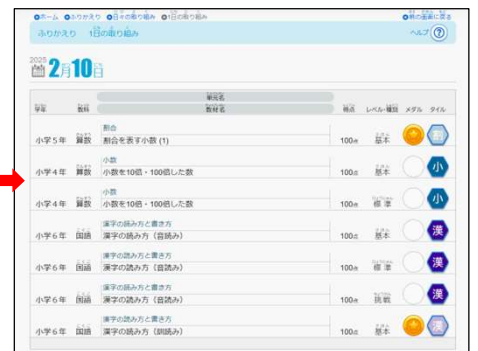 ホーム ふりかえり 日々の取り組み 1日の取り組み 前の画面に戻る
ふりかえり 1日の取り組み ヘルプ ?
2025 2月10日
単元名
学年 教科 教材名 得点 レベル・種別 メダル タイル
割合
小学5年 算数 割合を表す小数 (1) 100点 基本 割
小数
小学4年 算数 小数を10倍・100倍した数 100点 基本 小
小数
小学4年 算数 小数を10倍・100倍した数 100点 標準 小
漢字の読み方と書き方
小学6年 国語 漢字の読み方（音読み） 100点 基本 漢
漢字の読み方と書き方
小学6年 国語 漢字の読み方（音読み） 100点 標準 漢
漢字の読み方と書き方
小学6年 国語 漢字の読み方（音読み） 100点 挑戦 漢
漢字の読み方と書き方
小学6年 国語 漢字の読み方（訓読み） 100点 基本 漢